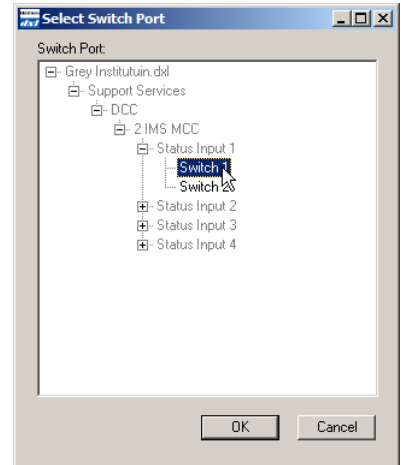 Select Switch Port
Switch Port:
Grey Institutuin.dxl
Support Services
DCC
2 IMS MCC
Status Input 1
Switch 1
Switch 2
Status Input 2
Status Input 3
Status Input 4
OK
Cancel